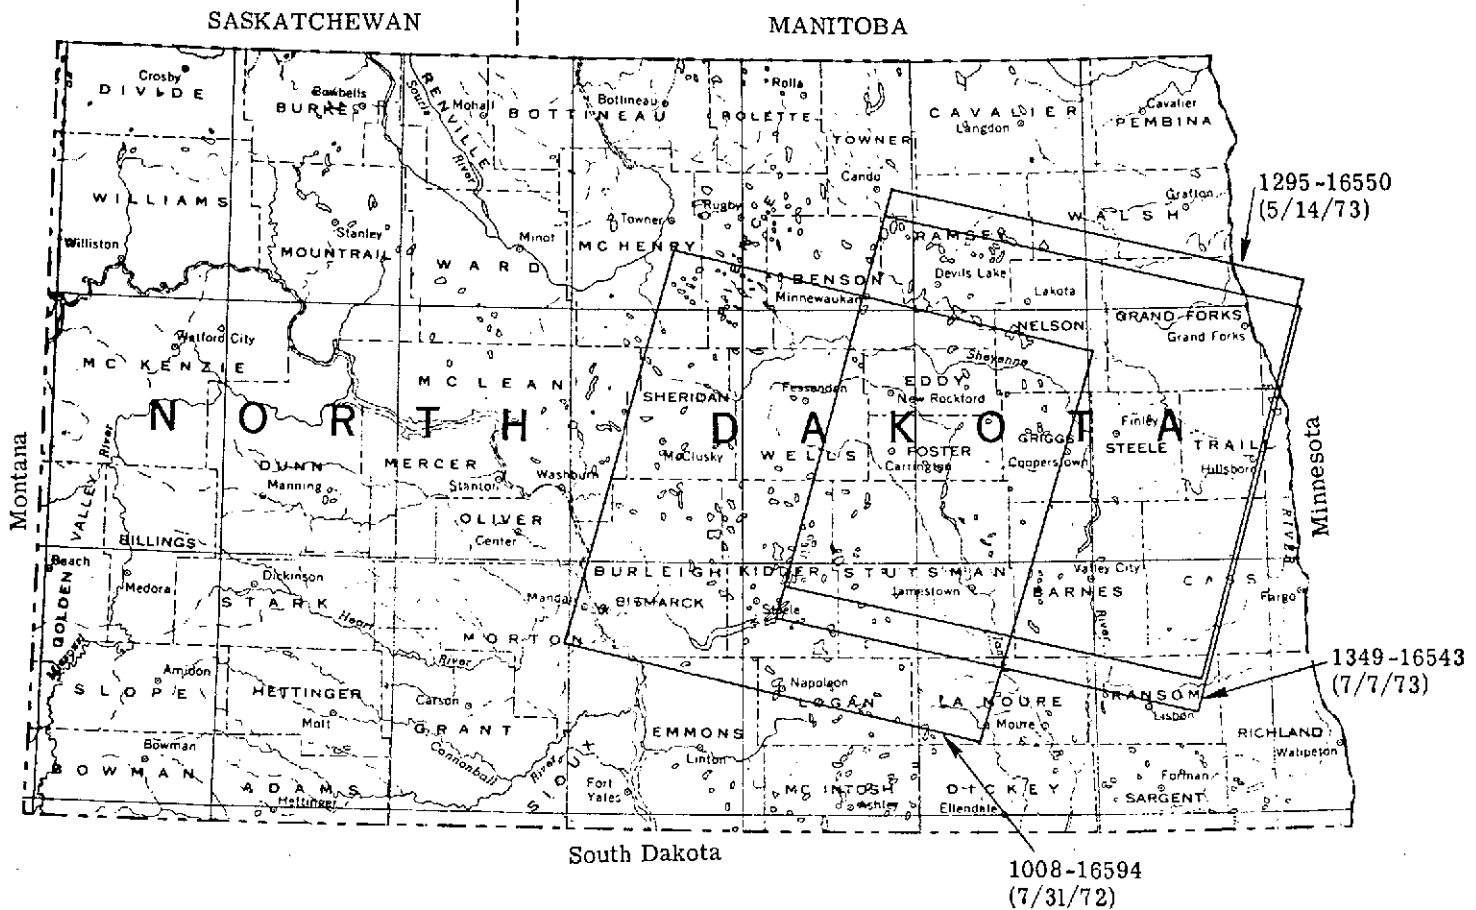 SASKATCHEWAN
MANITOBA
Crosby
DIVIDE
Bowbells
BURKE
Souris
RENVILLE
River
Mohall
BOTTINEAU
Bottineau
Rolla
ROLETTE
TOWNER
Cando
CAVALIER
Langdon
Cavalier
PEMBINA
1295-16550
(5/14/73)
WILLIAMS
Williston
Stanley
MOUNTRAIL
Minot
WARD
Towner
MC HENRY
Rugby
PIERCE
BENSON
Minnewaukan
RAMSEY
Devils Lake
Lakota
NELSON
WALSH
Grafton
GRAND FORKS
Grand Forks
Watford City
MC KENZIE
MC LEAN
SHERIDAN
Fessenden
Sheyenne
EDDY
New Rockford
NORTH DAKOTA
McClusky
WELLS
FOSTER
Carrington
GRIGGS
Cooperstown
Finley
STEELE
TRAILL
Hillsboro
Montana
Minnesota
River
VALLEY
GOLDEN
DUNN
Manning
MERCER
Stanton
Washburn
OLIVER
Center
BILLINGS
Beach
Medora
Dickinson
STARK
Heart
River
Mandan
MORTON
BURLEIGH
BISMARCK
KIDDER
Steele
STUTSMAN
Jamestown
Valley City
BARNES
River
CASS
Fargo
RIVER
SLOPE
Amidon
HETTINGER
Mott
Carson
GRANT
Cannonball
River
SIOUX
Fort
Yates
EMMONS
Linton
Napoleon
LOGAN
LA MOURE
Moure
RANSOM
Lisbon
1349-16543
(7/7/73)
RICHLAND
Wahpeton
Bowman
BOWMAN
ADAMS
Hettinger
MC INTOSH
Ashley
DICKEY
Ellendale
Forman
SARGENT
South Dakota
1008-16594
(7/31/72)